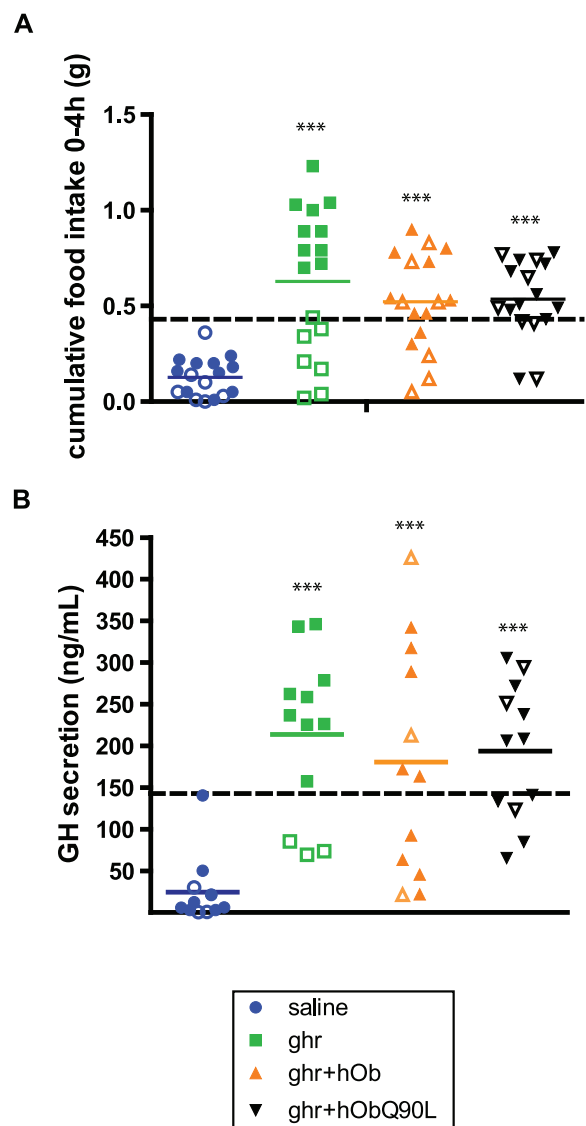 A
cumulative food intake 0-4h (g)
1.5
1.0
0.5
0.0
***
***
***
B
GH secretion (ng/mL)
450
400
350
300
250
200
150
100
50
***
***
***
saline
ghr
ghr+hOb
ghr+hObQ90L